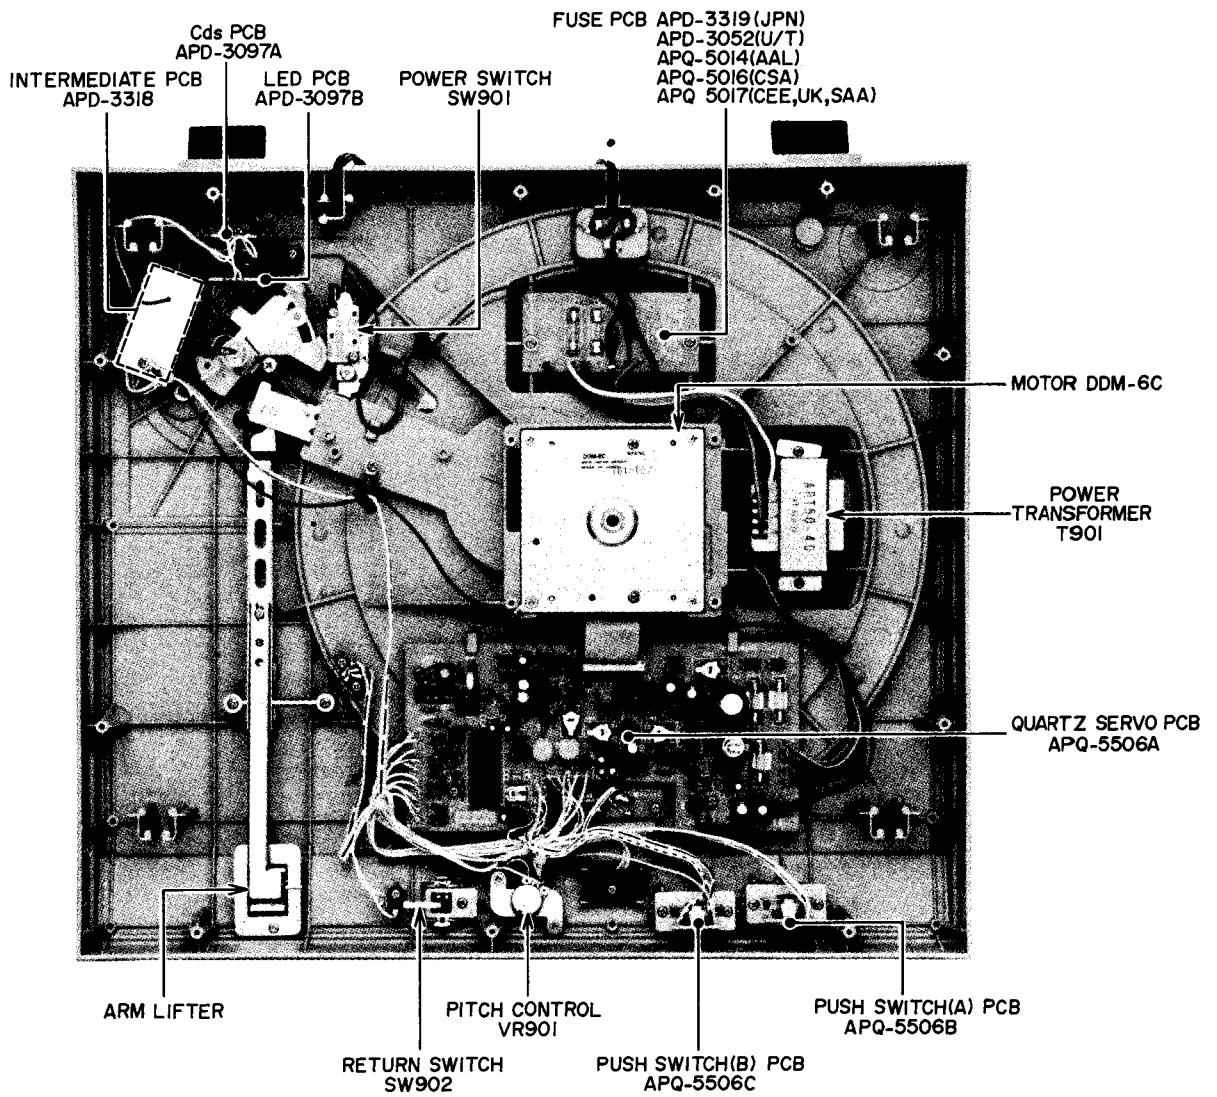 FUSE PCB APD-3319(JPN)
APD-3052(U/T)
APQ-5014(AAL)
APQ-5016(CSA)
APQ 5017(CEE,UK,SAA)
Cds PCB
APD-3097A
INTERMEDIATE PCB
APD-3318
LED PCB
APD-3097B
POWER SWITCH
SW901
MOTOR DDM-6C
POWER
TRANSFORMER
T901
QUARTZ SERVO PCB
APQ-5506A
ARM LIFTER
PITCH CONTROL
VR901
PUSH SWITCH(A) PCB
APQ-5506B
RETURN SWITCH
SW902
PUSH SWITCH(B) PCB
APQ-5506C